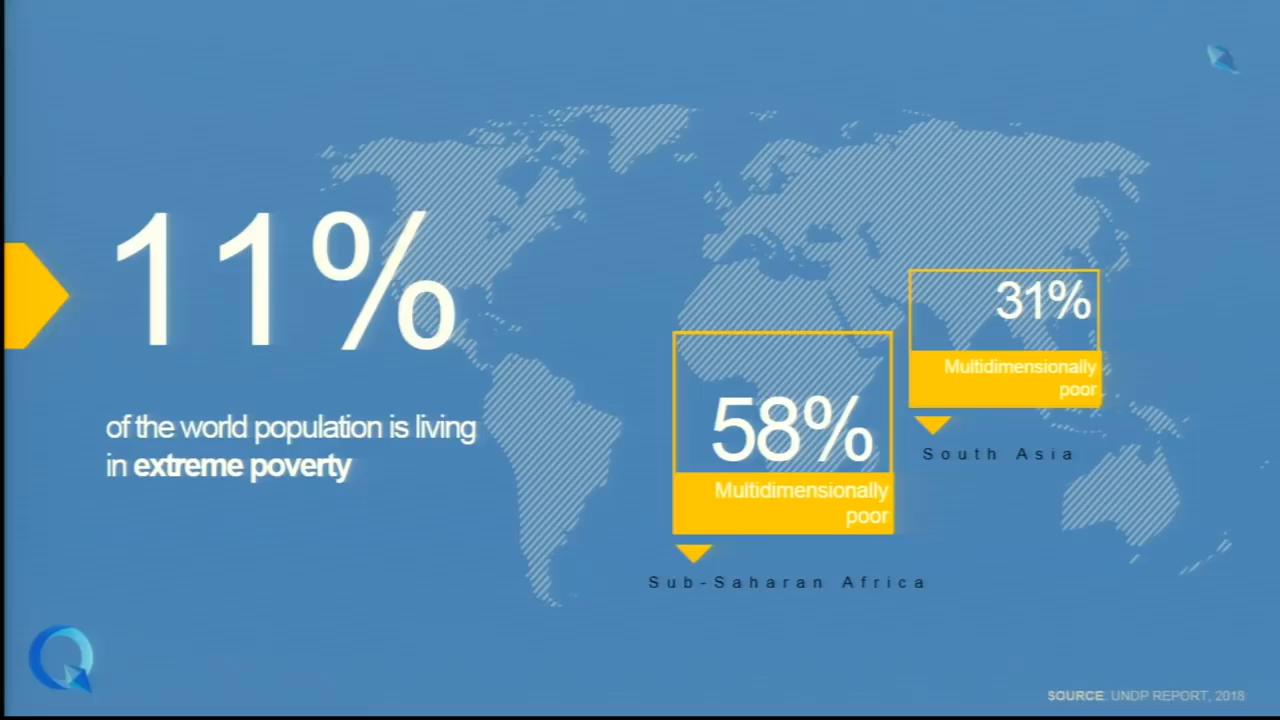 11%
of the world population is living
in extreme poverty
31%
Multidimensionally
poor
South Asia
58%
Multidimensionally
poor
Sub-Saharan Africa
SOURCE: UNDP REPORT, 2018